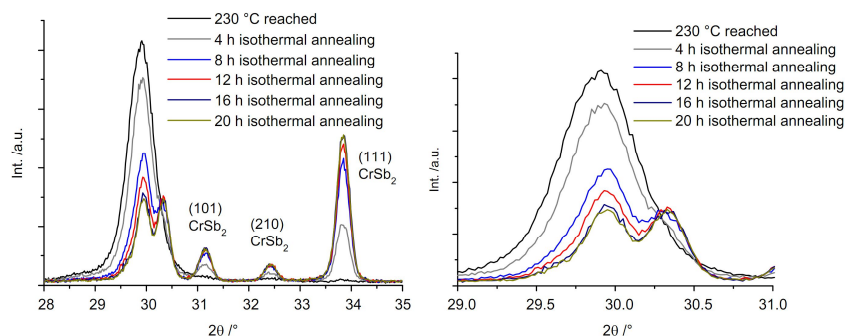 230 °C reached
4 h isothermal annealing
8 h isothermal annealing
12 h isothermal annealing
16 h isothermal annealing
20 h isothermal annealing
(111)
CrSb2
(101)
CrSb2
(210)
CrSb2
Int. /a.u.
28 29 30 31 32 33 34 35
2θ /°
230 °C reached
4 h isothermal annealing
8 h isothermal annealing
12 h isothermal annealing
16 h isothermal annealing
20 h isothermal annealing
Int. /a.u.
29.0 29.5 30.0 30.5 31.0
2θ /°